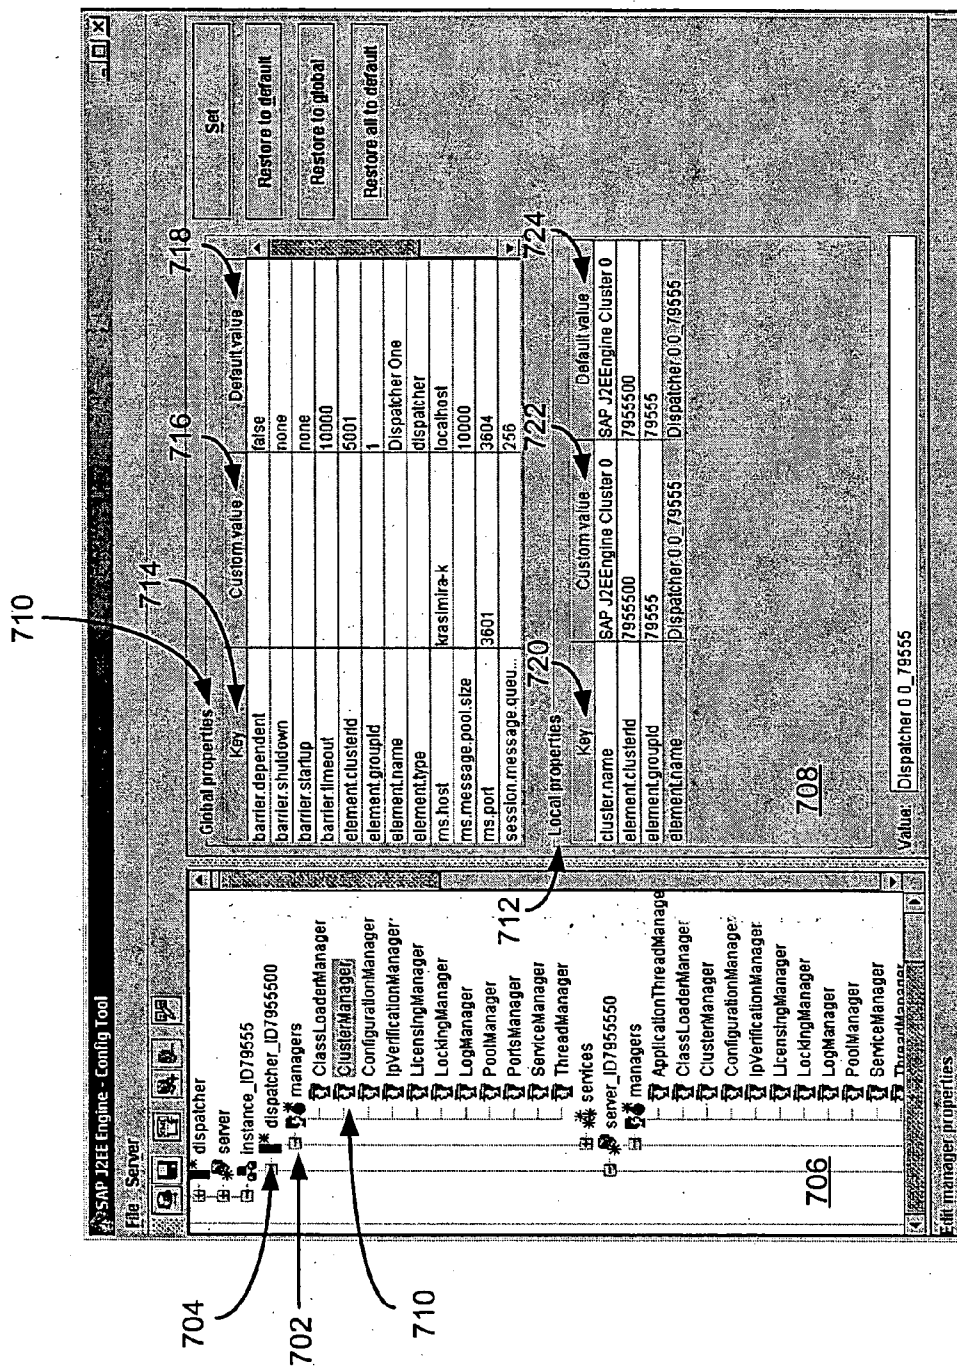 SAP J2EE Engine - Config Tool
File Server
dispatcher
server
instance_ID79555
dispatcher_ID7955500
managers
ClassLoaderManager
ClusterManager
ConfigurationManager
IpVerificationManager
LicensingManager
LockingManager
LogManager
PoolManager
PortsManager
ServiceManager
ThreadManager
services
server_ID7955550
managers
ApplicationThreadManage
ClassLoaderManager
ClusterManager
ConfigurationManager
IpVerificationManager
LicensingManager
LockingManager
LogManager
PoolManager
ServiceManager
ThreadManager
706
704
702
710
710
714
716
718
Global properties
Key Custom value Default value
barrier.dependent false
barrier.shutdown none
barrier.startup none
barrier.timeout 10000
element.clusterId 5001
element.groupId 1
element.name Dispatcher One
element.type dispatcher
ms.host krasimira-k localhost
ms.message.pool.size 10000
ms.port 3601 3604
session.message.queu... 256
712
720
722
724
Local properties
Key Custom value Default value
cluster.name SAP J2EEngine Cluster 0 SAP J2EEngine Cluster 0
element.clusterId 7955500 7955500
element.groupId 79555 79555
element.name Dispatcher 0 0_79555 Dispatcher 0 0_79555
708
Value: Dispatcher 0 0_79555
Set
Restore to default
Restore to global
Restore all to default
Edit manager properties